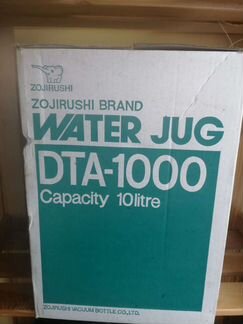 ZOJIRUSHI
ZOJIRUSHI BRAND
WATER JUG
DTA-1000
Capacity 10litre
ZOJIRUSHI VACUUM BOTTLE CO.,LTD.